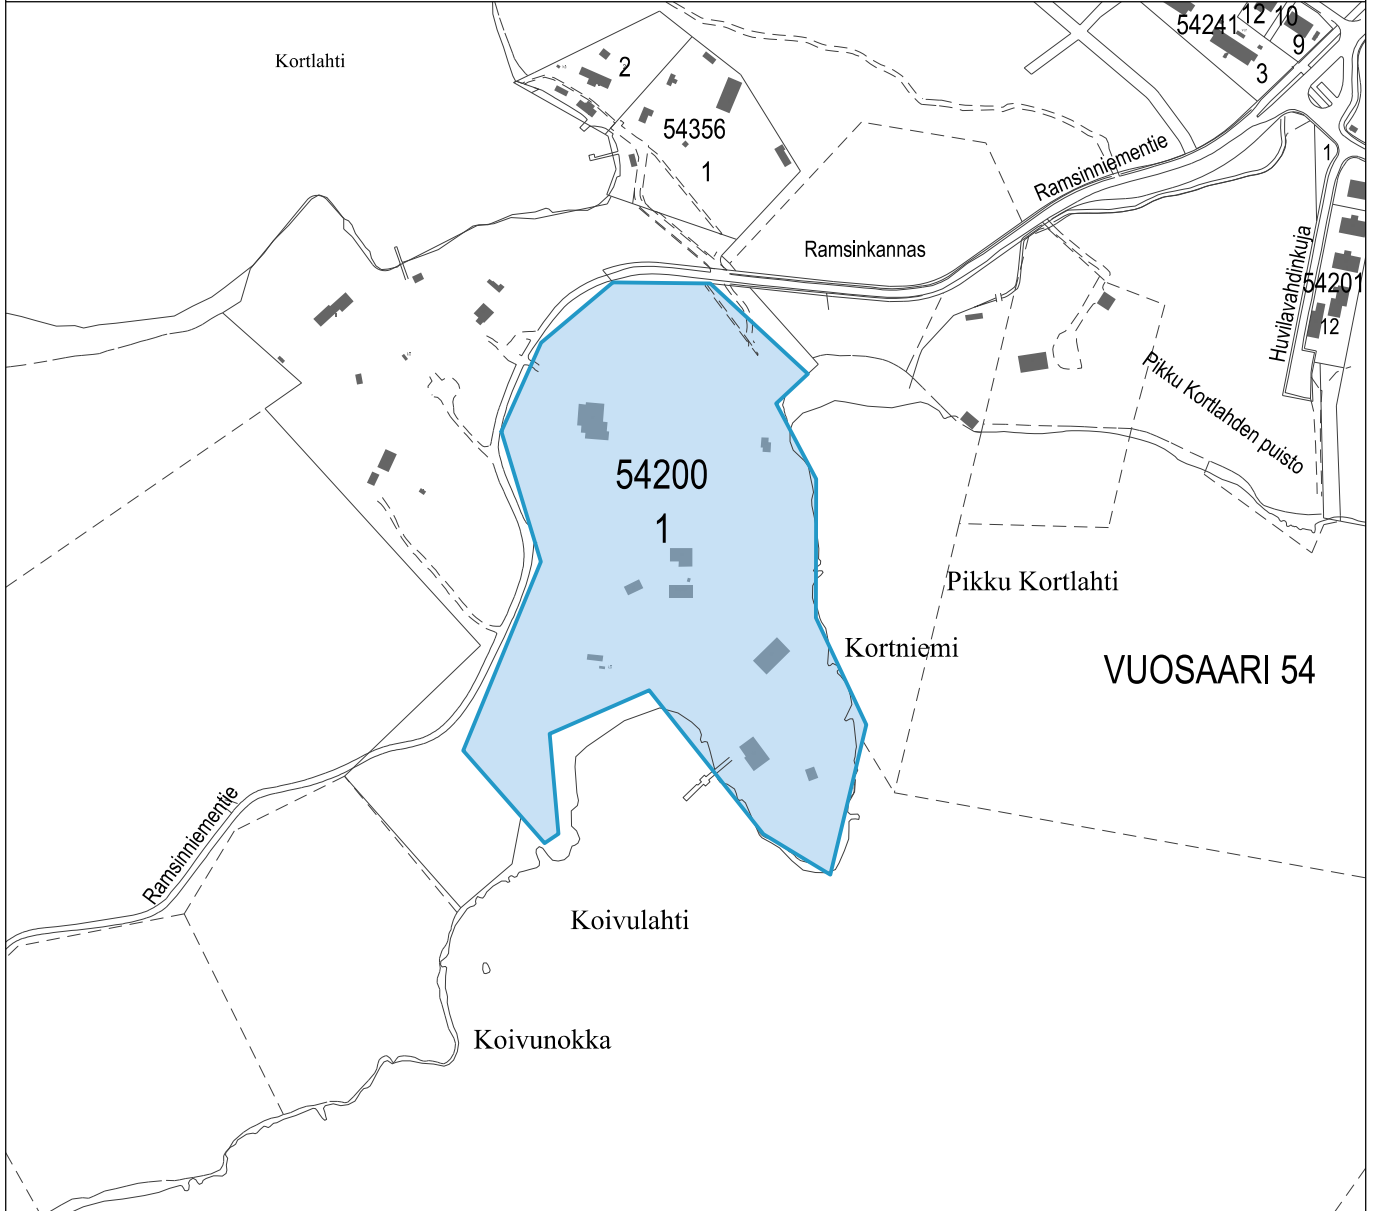 54241
12
10
9
3
Kortlahti
2
54356
1
1
Ramsinniementie
Ramsinkannas
Huvilavahdinkuja
54201
12
Pikku Kortlahden puisto
54200
1
Pikku Kortlahti
Kortniemi
VUOSAARI 54
Ramsinniementie
Koivulahti
Koivunokka